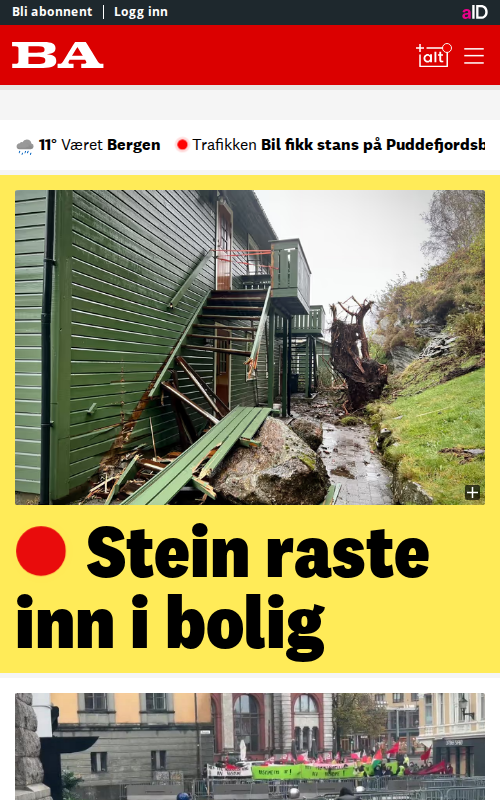 Bli abonnent
Logg inn
aID
BA
alt
11° Været Bergen
Trafikken Bil fikk stans på Puddefjordsb
Stein raste
inn i bolig